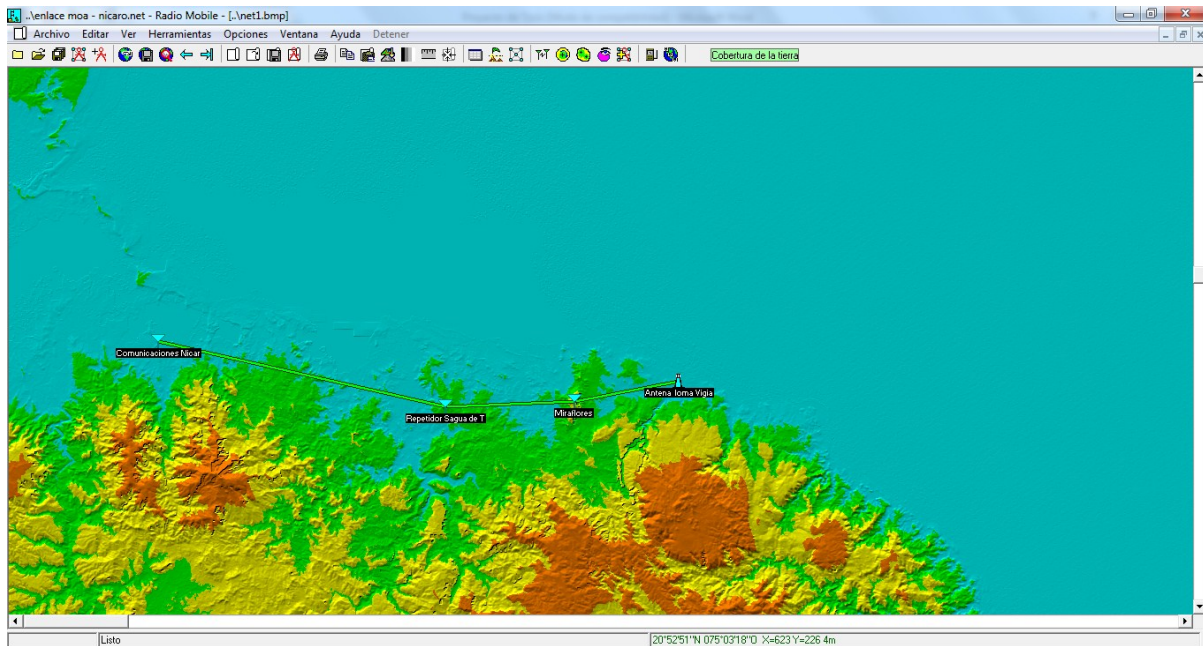 ..\enlace moa - nicaro.net - Radio Mobile - [..\net1.bmp]
Archivo Editar Ver Herramientas Opciones Ventana Ayuda Detener
Cobertura de la tierra
Comunicaciones Nicar
Antena Toma Vigia
Repetidor Sagua de T
Miraflores
Listo
20°52'51"N 075°03'18"O X=623 Y=226 4m